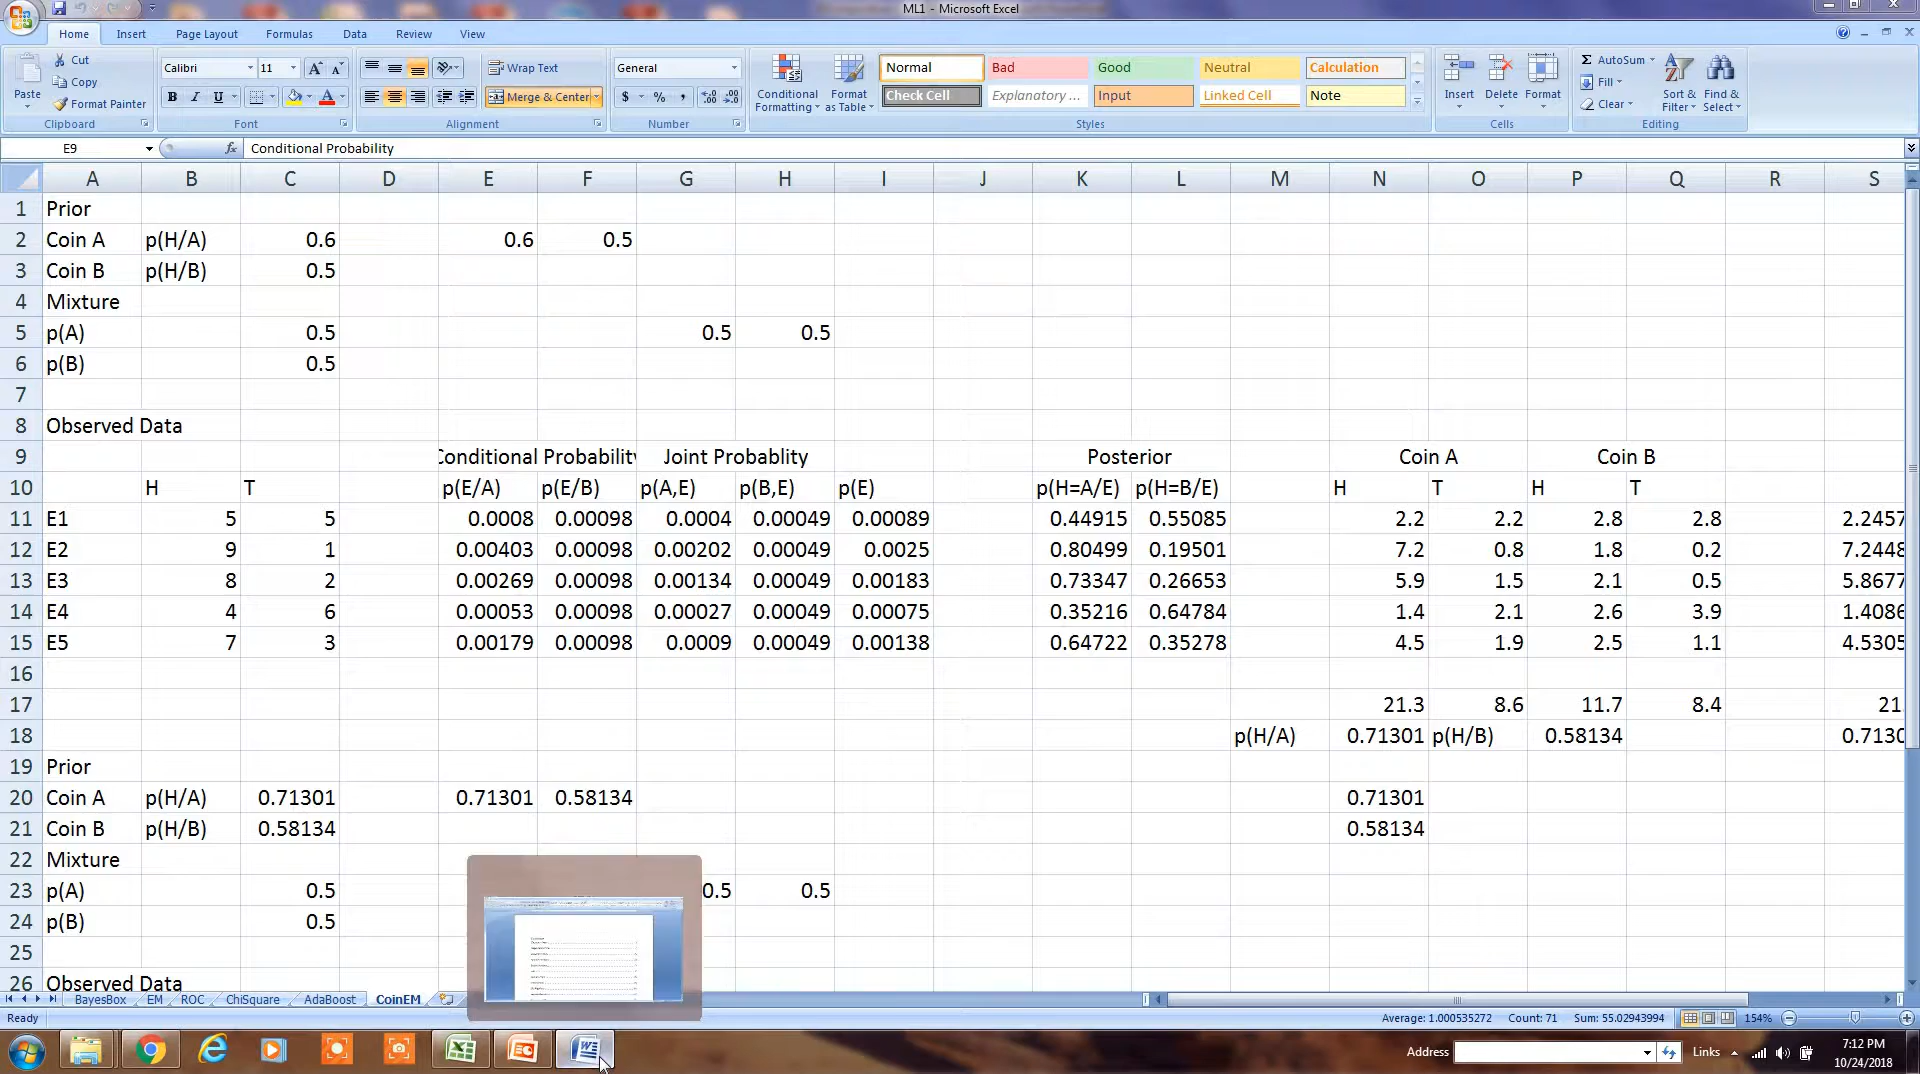 ML1 - Microsoft Excel
Home Insert Page Layout Formulas Data Review View
Paste Cut Copy Format Painter Clipboard
Calibri 11 A A B I U A Font
Wrap Text Merge & Center Alignment
General $ % , Number
Conditional Formatting Format as Table
Normal Bad Good Neutral Calculation
Check Cell Explanatory ... Input Linked Cell Note
Styles
Insert Delete Format Cells
Σ AutoSum Fill Clear Sort & Filter Find & Select Editing
E9 fx Conditional Probability
A B C D E F G H I J K L M N O P Q R S
1 Prior
2 Coin A p(H/A) 0.6 0.6 0.5
3 Coin B p(H/B) 0.5
4 Mixture
5 p(A) 0.5 0.5 0.5
6 p(B) 0.5
7
8 Observed Data
9 Conditional Probability Joint Probablity Posterior Coin A Coin B
10 H T p(E/A) p(E/B) p(A,E) p(B,E) p(E) p(H=A/E) p(H=B/E) H T H T
11 E1 5 5 0.0008 0.00098 0.0004 0.00049 0.00089 0.44915 0.55085 2.2 2.2 2.8 2.8 2.2457
12 E2 9 1 0.00403 0.00098 0.00202 0.00049 0.0025 0.80499 0.19501 7.2 0.8 1.8 0.2 7.2448
13 E3 8 2 0.00269 0.00098 0.00134 0.00049 0.00183 0.73347 0.26653 5.9 1.5 2.1 0.5 5.8677
14 E4 4 6 0.00053 0.00098 0.00027 0.00049 0.00075 0.35216 0.64784 1.4 2.1 2.6 3.9 1.4086
15 E5 7 3 0.00179 0.00098 0.0009 0.00049 0.00138 0.64722 0.35278 4.5 1.9 2.5 1.1 4.5305
16
17 21.3 8.6 11.7 8.4 21.
18 p(H/A) 0.71301 p(H/B) 0.58134 0.7130
19 Prior
20 Coin A p(H/A) 0.71301 0.71301 0.58134 0.71301
21 Coin B p(H/B) 0.58134 0.58134
22 Mixture
23 p(A) 0.5 0.5 0.5
24 p(B) 0.5
25
26 Observed Data
BayesBox EM ROC ChiSquare AdaBoost CoinEM
Ready Average: 1.000535272 Count: 71 Sum: 55.02943994 154%
Address Links 7:12 PM
10/24/2018